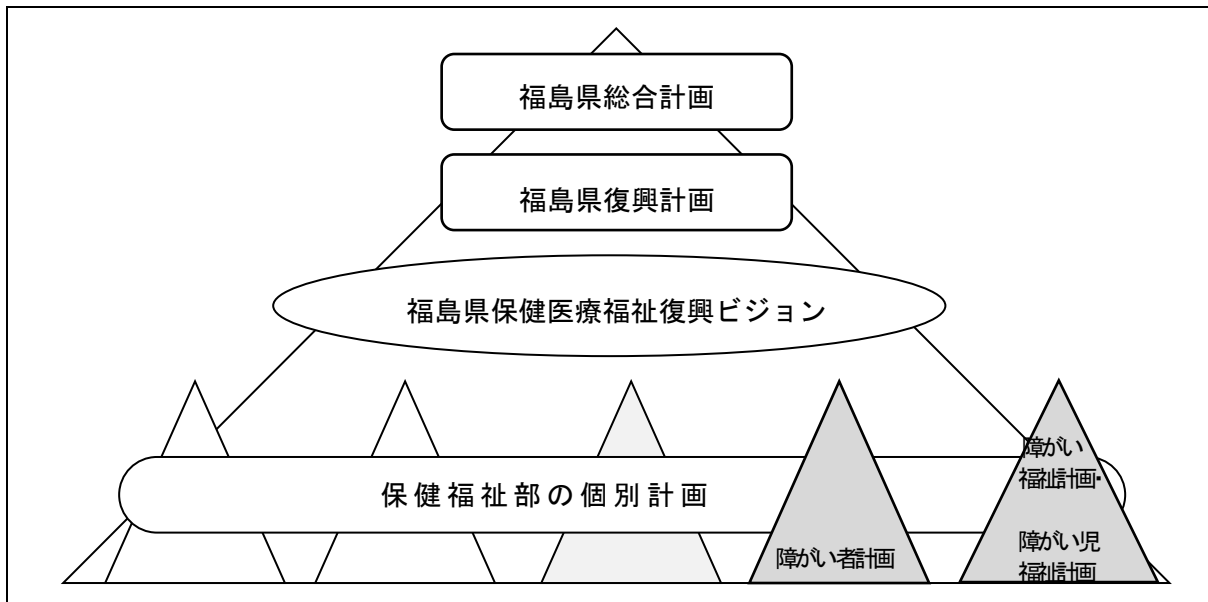 福島県総合計画
福島県復興計画
福島県保健医療福祉復興ビジョン
保健福祉部の個別計画
障がい者計画
障がい
福祉計画・
障がい児
福祉計画